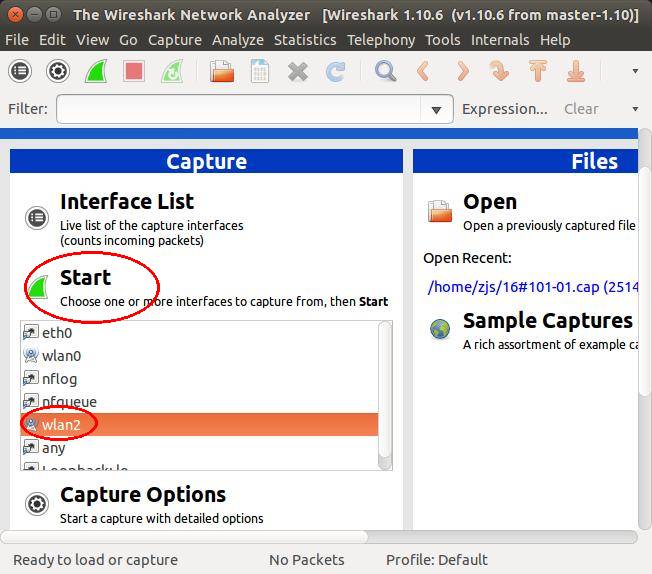 The Wireshark Network Analyzer [Wireshark 1.10.6 (v1.10.6 from master-1.10)]
File Edit View Go Capture Analyze Statistics Telephony Tools Internals Help
Filter: Expression... Clear
Capture
Interface List
Live list of the capture interfaces
(counts incoming packets)
Start
Choose one or more interfaces to capture from, then Start
eth0
wlan0
nflog
nfqueue
wlan2
any
Capture Options
Start a capture with detailed options
Files
Open
Open a previously captured file
Open Recent:
/home/zjs/16#101-01.cap (2514
Sample Captures
A rich assortment of example ca
Ready to load or capture No Packets Profile: Default